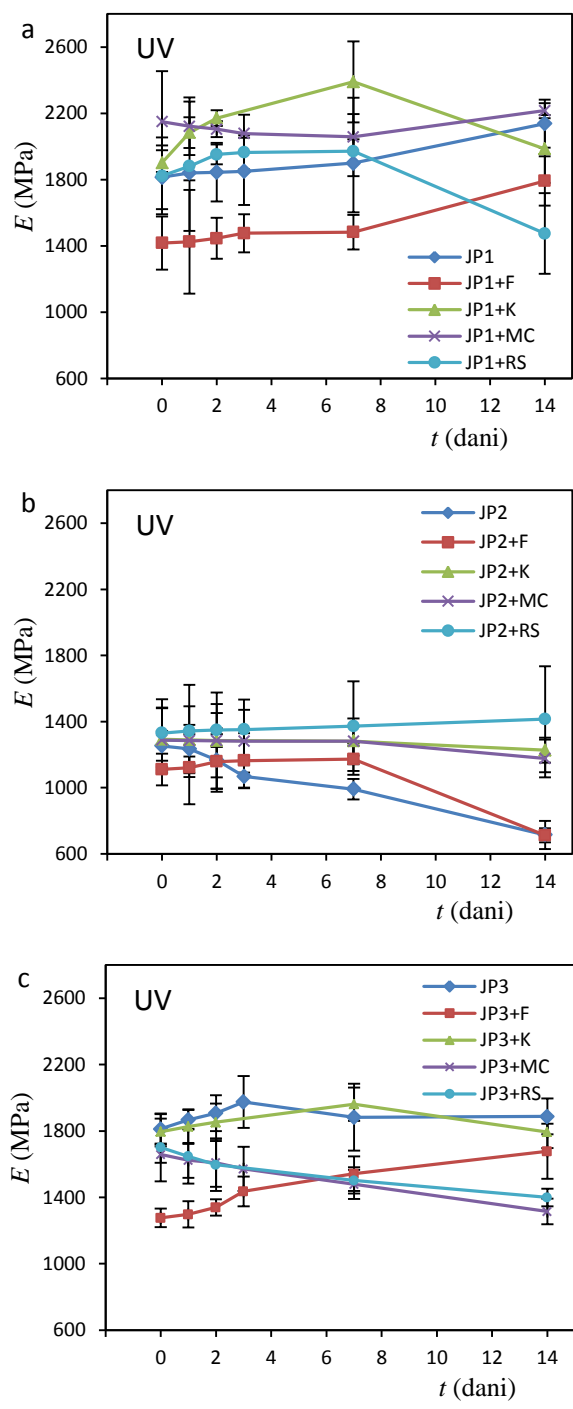 a
UV
2600
2200
1800
1400
1000
600
E (MPa)
JP1
JP1+F
JP1+K
JP1+MC
JP1+RS
0 2 4 6 8 10 12 14
t (dani)
b
UV
2600
2200
1800
1400
1000
600
E (MPa)
JP2
JP2+F
JP2+K
JP2+MC
JP2+RS
0 2 4 6 8 10 12 14
t (dani)
c
UV
2600
2200
1800
1400
1000
600
E (MPa)
JP3
JP3+F
JP3+K
JP3+MC
JP3+RS
0 2 4 6 8 10 12 14
t (dani)